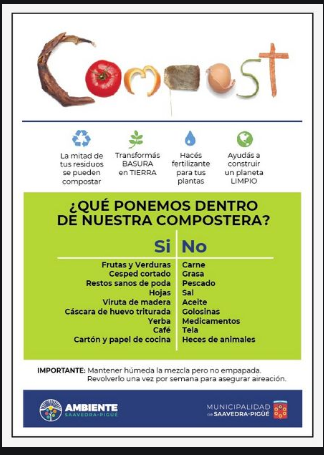 Compost
La mitad de tus residuos se pueden compostar
Transformás BASURA en TIERRA
Hacés fertilizante para tus plantas
Ayudás a construir un planeta LIMPIO
¿QUÉ PONEMOS DENTRO
DE NUESTRA COMPOSTERA?
Si No
Frutas y Verduras Carne
Cesped cortado Grasa
Restos sanos de poda Pescado
Hojas Sal
Viruta de madera Aceite
Cáscara de huevo triturada Golosinas
Yerba Medicamentos
Café Tela
Cartón y papel de cocina Heces de animales
IMPORTANTE: Mantener húmeda la mezcla pero no empapada.
Revolverlo una vez por semana para asegurar aireación.
AMBIENTE
SAAVEDRA-PIGÜÉ
MUNICIPALIDAD
DE SAAVEDRA-PIGÜÉ